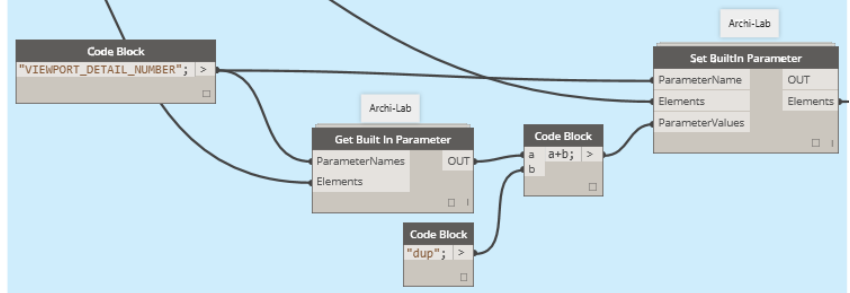 Archi-Lab
Code Block
"VIEWPORT_DETAIL_NUMBER"; >
Set BuiltIn Parameter
ParameterName OUT
Elements Elements
ParameterValues
Archi-Lab
Get Built In Parameter
ParameterNames OUT
Elements
Code Block
a a+b; >
b
Code Block
"dup"; >